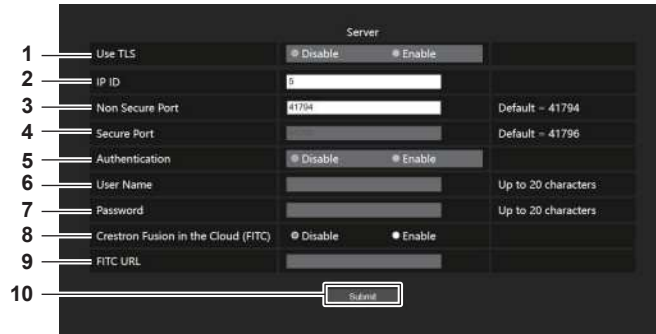 Server
1 Use TLS Disable Enable
2 IP ID 5
3 Non Secure Port 41794 Default = 41794
4 Secure Port Default = 41796
5 Authentication Disable Enable
6 User Name Up to 20 characters
7 Password Up to 20 characters
8 Crestron Fusion in the Cloud (FITC) Disable Enable
9 FITC URL
10 Submit